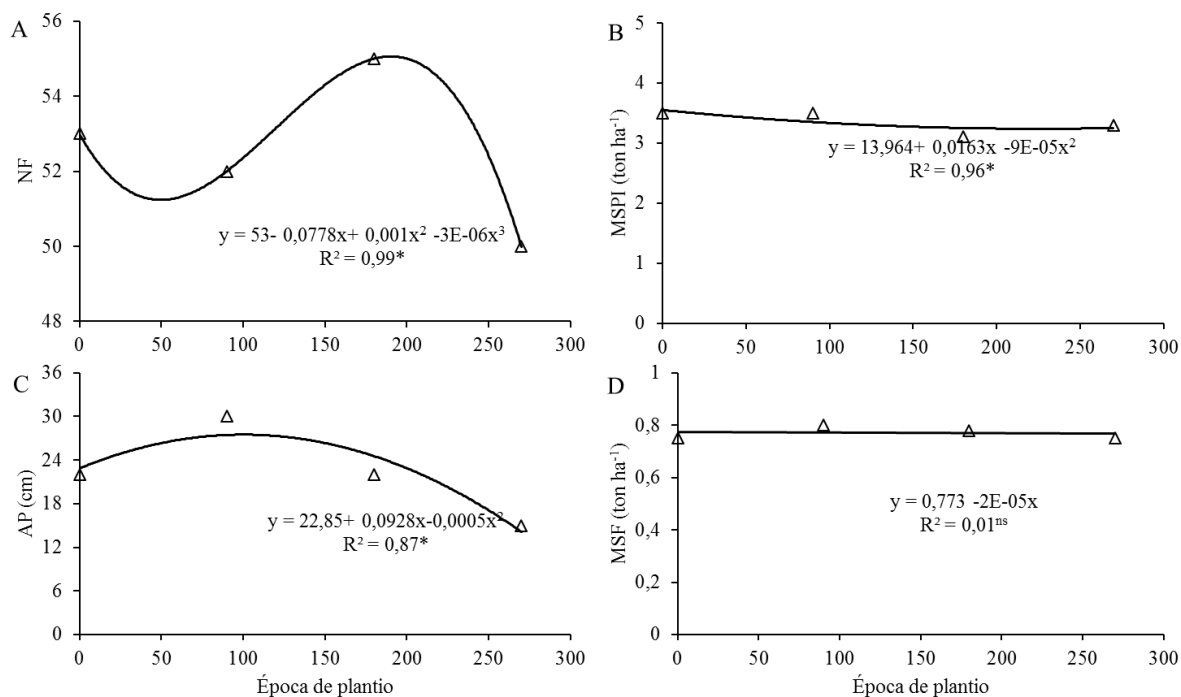 A
56
54
52
50
48
NF
y = 53- 0,0778x+ 0,001x² -3E-06x³
R² = 0,99*
0 50 100 150 200 250 300
B
5
4
3
2
1
0
MSPI (ton ha⁻¹)
y = 13,964+ 0,0163x -9E-05x²
R² = 0,96*
0 50 100 150 200 250 300
C
36
30
24
18
12
6
0
AP (cm)
y = 22,85+ 0,0928x-0,0005x²
R² = 0,87*
0 50 100 150 200 250 300
Época de plantio
D
1
0,8
0,6
0,4
0,2
0
MSF (ton ha⁻¹)
y = 0,773 -2E-05x
R² = 0,01ⁿˢ
0 50 100 150 200 250 300
Época de plantio